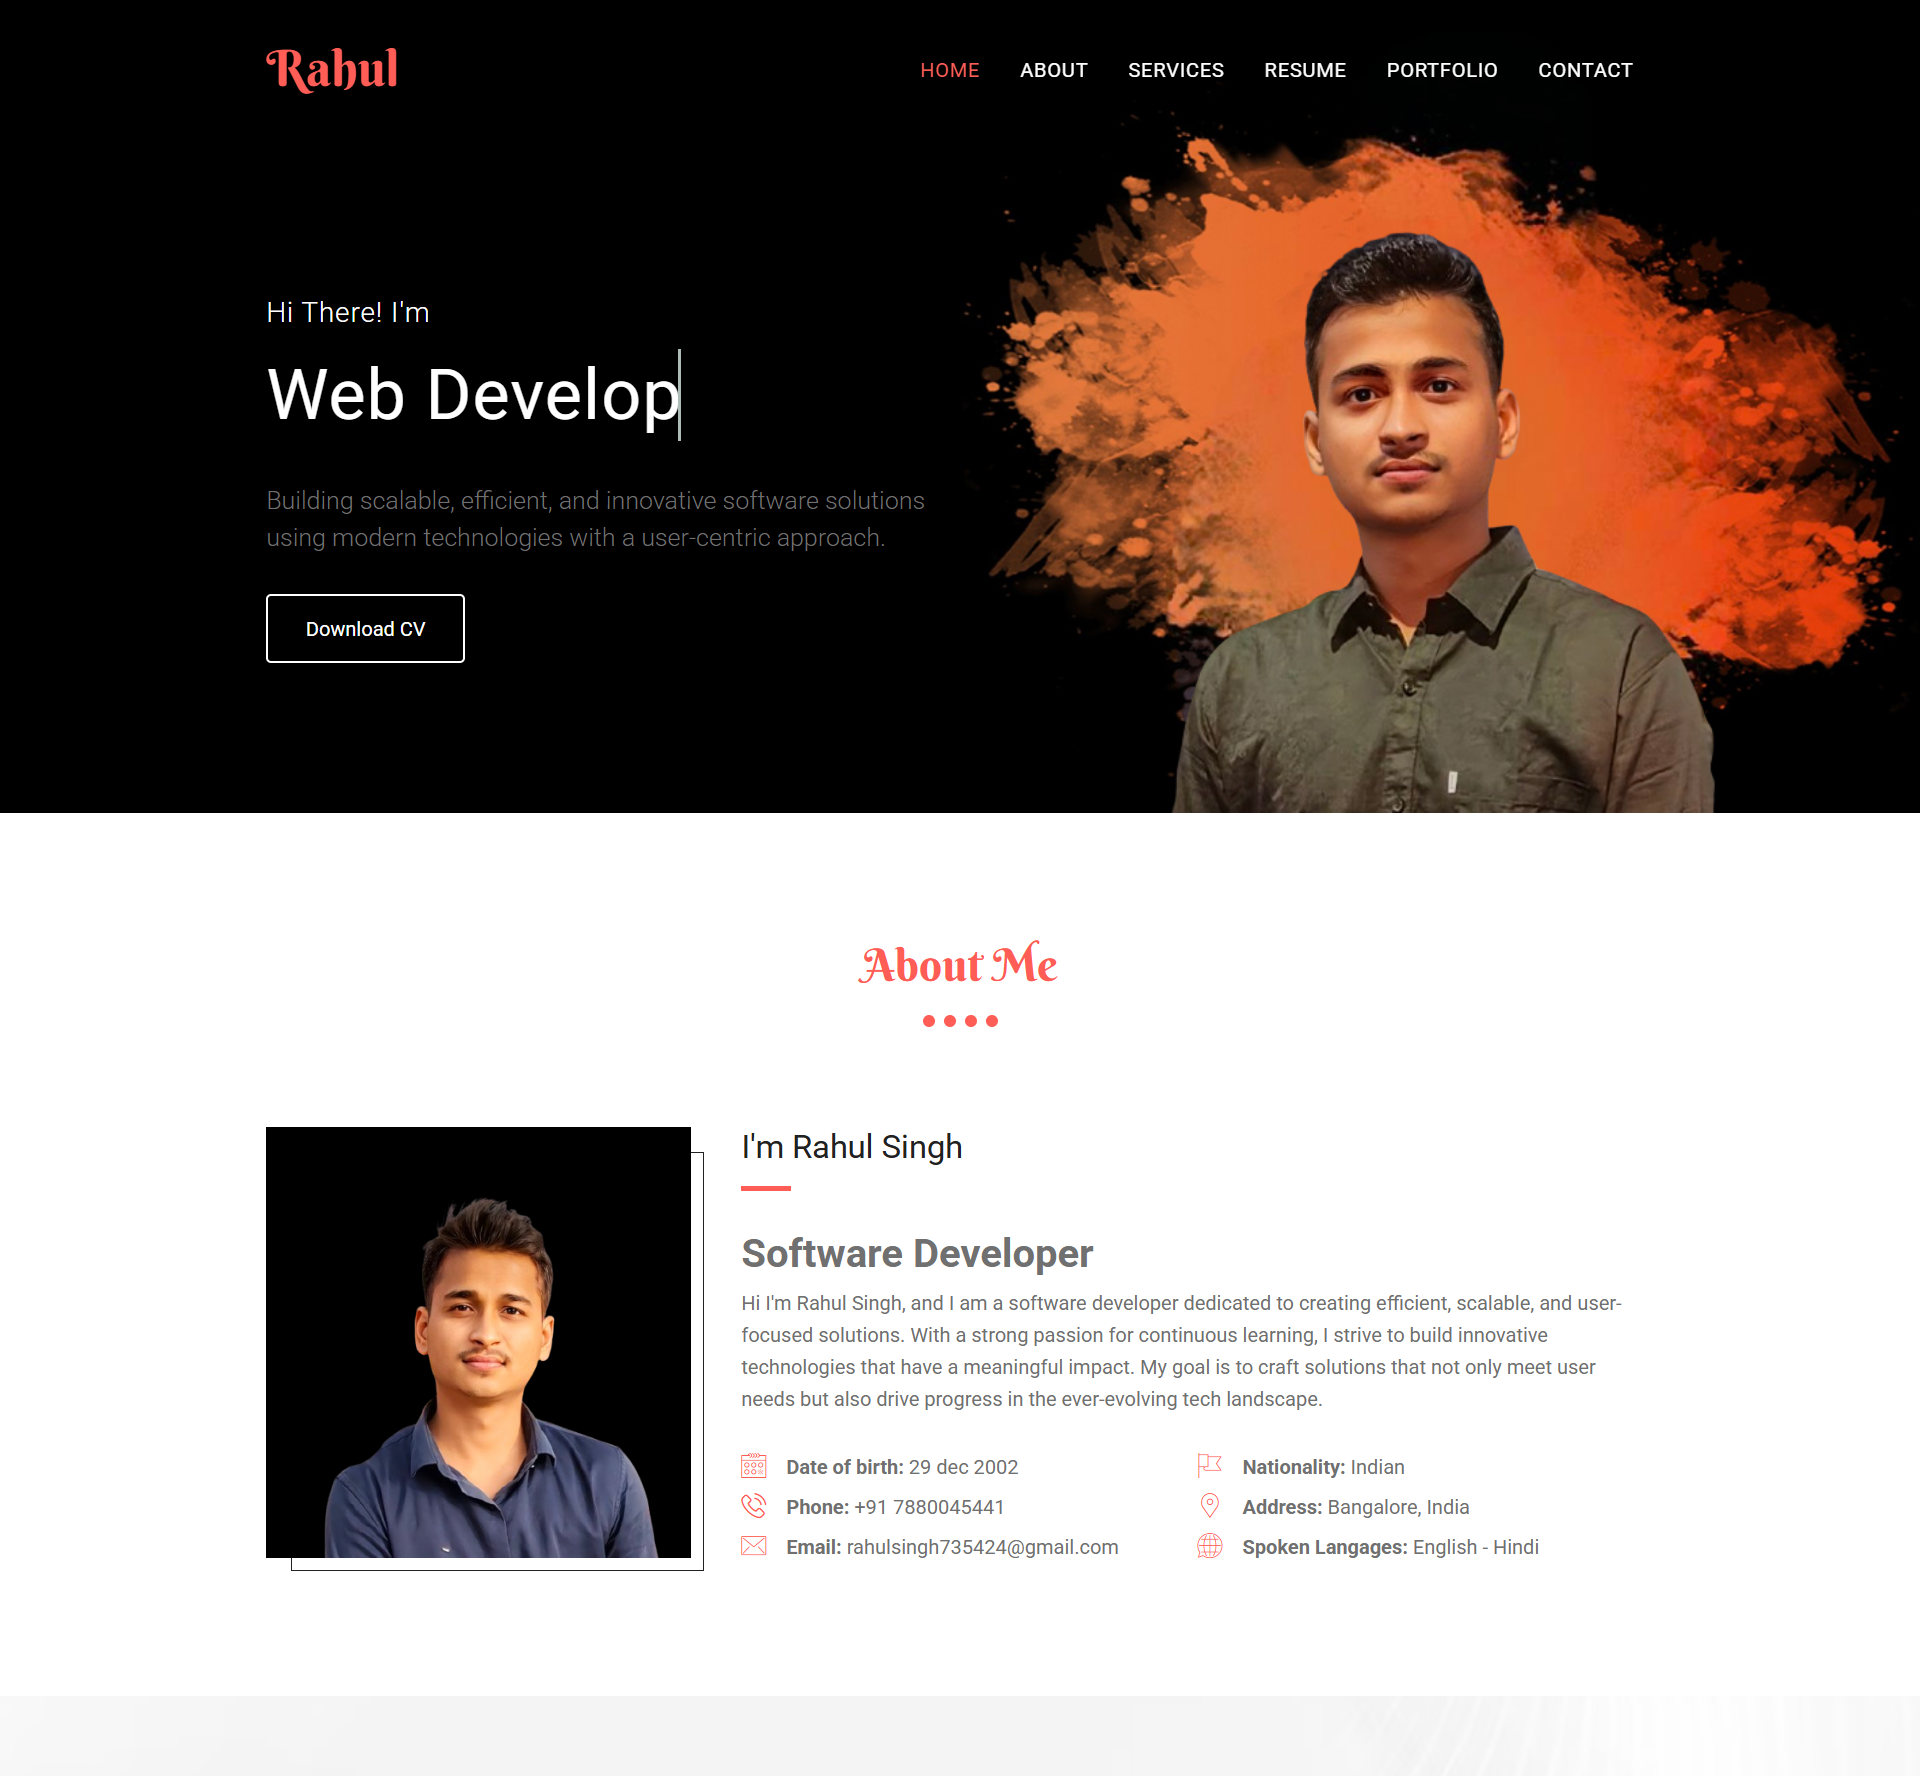 Rahul
HOME ABOUT SERVICES RESUME PORTFOLIO CONTACT
Hi There! I'm
Web Develop
Building scalable, efficient, and innovative software solutions
using modern technologies with a user-centric approach.
Download CV
About Me
I'm Rahul Singh
Software Developer
Hi I'm Rahul Singh, and I am a software developer dedicated to creating efficient, scalable, and user-
focused solutions. With a strong passion for continuous learning, I strive to build innovative
technologies that have a meaningful impact. My goal is to craft solutions that not only meet user
needs but also drive progress in the ever-evolving tech landscape.
Date of birth: 29 dec 2002
Nationality: Indian
Phone: +91 7880045441
Address: Bangalore, India
Email: rahulsingh735424@gmail.com
Spoken Langages: English - Hindi